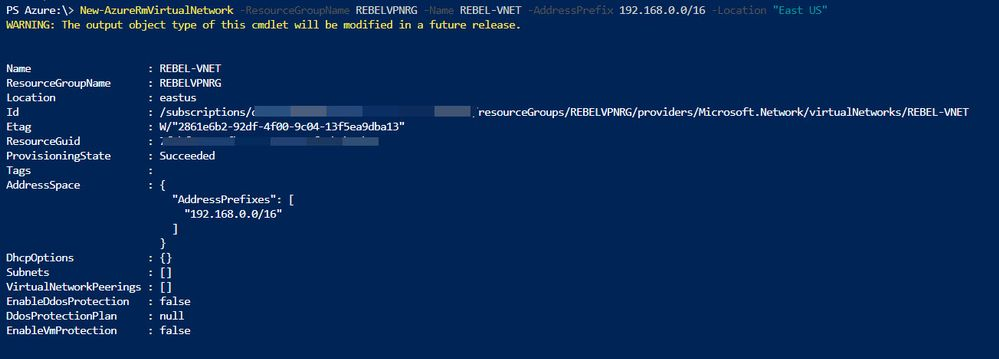 PS Azure:\> New-AzureRmVirtualNetwork -ResourceGroupName REBELVPNRG -Name REBEL-VNET -AddressPrefix 192.168.0.0/16 -Location "East US"
WARNING: The output object type of this cmdlet will be modified in a future release.
Name : REBEL-VNET
ResourceGroupName : REBELVPNRG
Location : eastus
Id : /subscriptions/ /resourceGroups/REBELVPNRG/providers/Microsoft.Network/virtualNetworks/REBEL-VNET
Etag : W/"2861e6b2-92df-4f00-9c04-13f5ea9dba13"
ResourceGuid :
ProvisioningState : Succeeded
Tags :
AddressSpace : {
"AddressPrefixes": [
"192.168.0.0/16"
]
}
DhcpOptions : {}
Subnets : []
VirtualNetworkPeerings : []
EnableDdosProtection : false
DdosProtectionPlan : null
EnableVmProtection : false